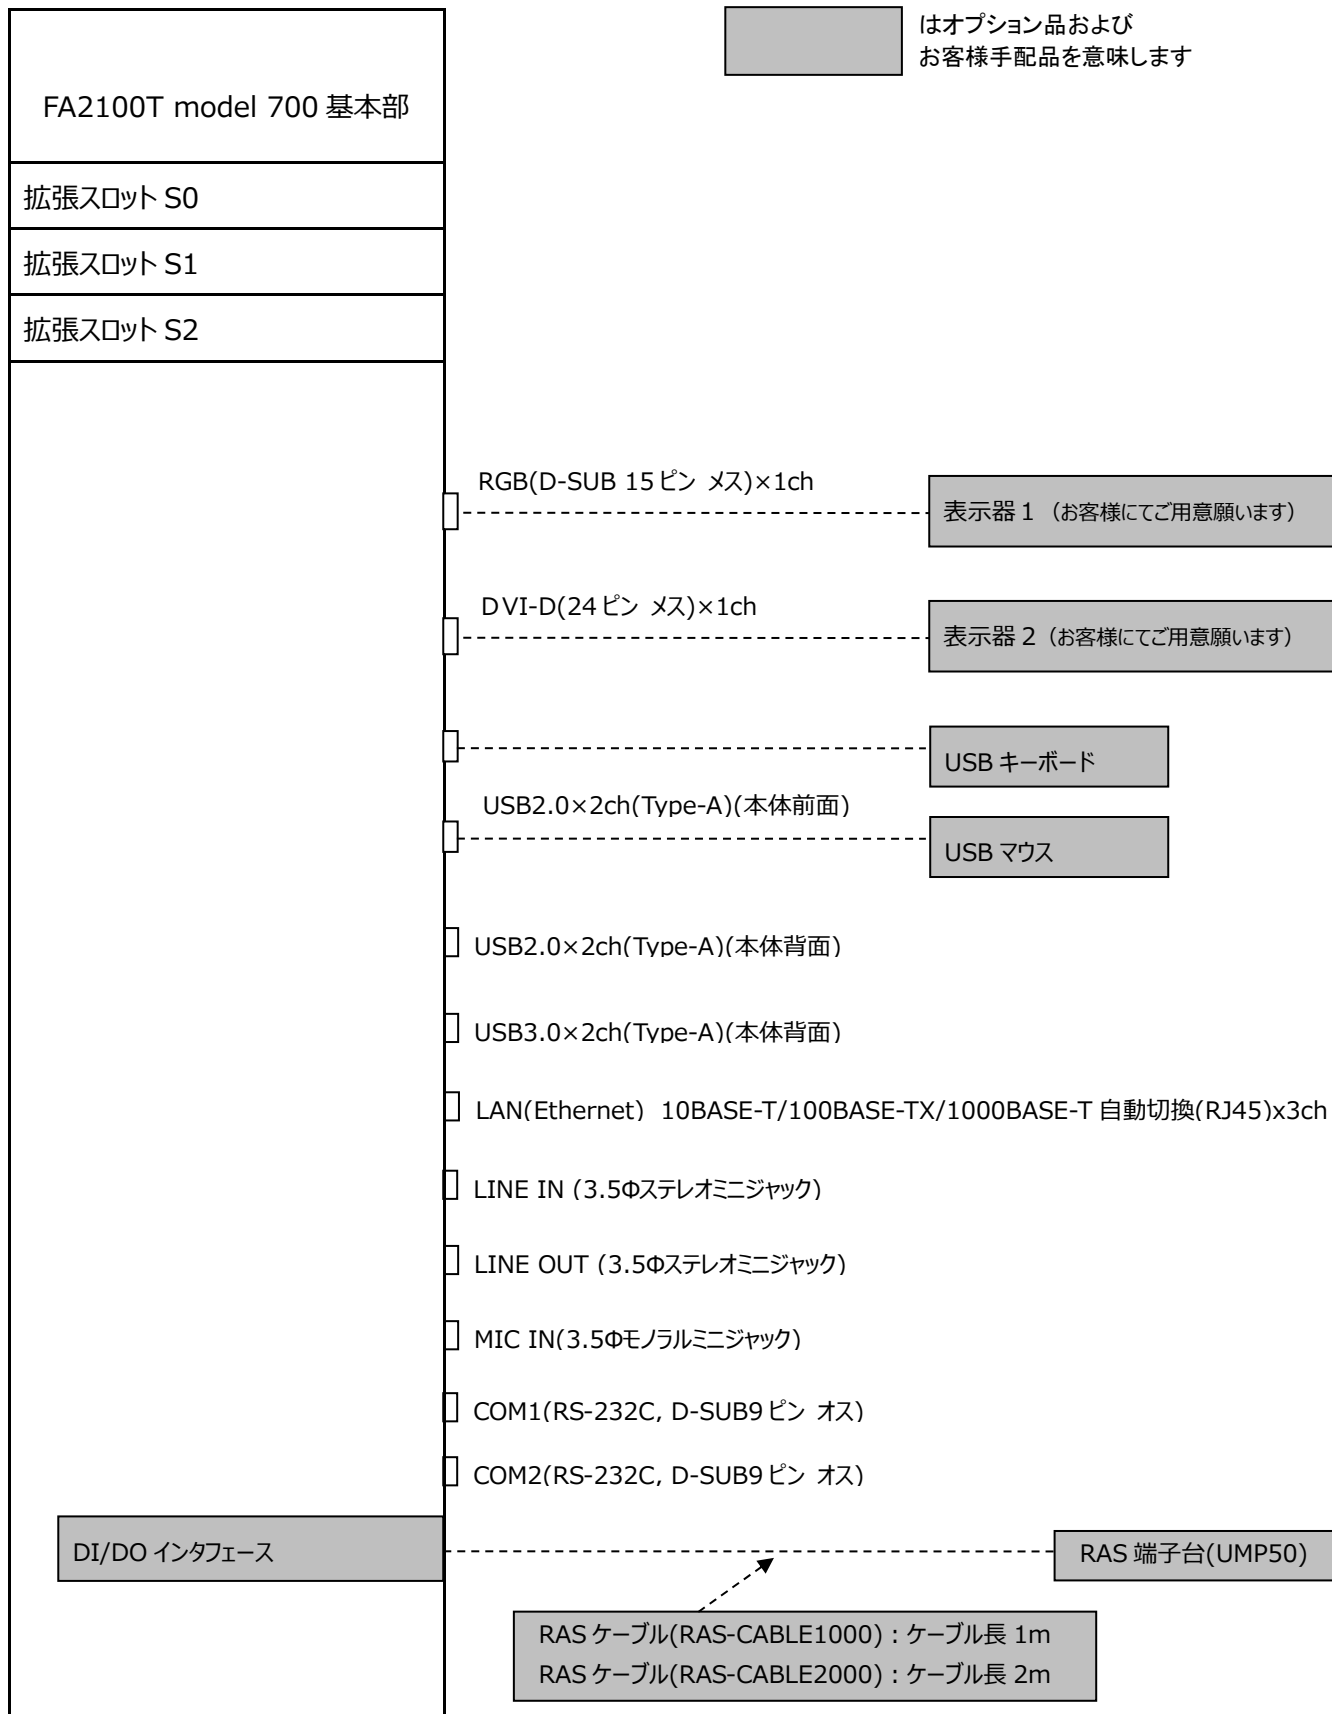 はオプション品および
お客様手配品を意味します
FA2100T model 700 基本部
拡張スロット S0
拡張スロット S1
拡張スロット S2
RGB(D-SUB 15ピン メス)×1ch
表示器1 (お客様にてご用意願います)
DVI-D(24ピン メス)×1ch
表示器2 (お客様にてご用意願います)
USB キーボード
USB2.0×2ch(Type-A)(本体前面)
USB マウス
USB2.0×2ch(Type-A)(本体背面)
USB3.0×2ch(Type-A)(本体背面)
LAN(Ethernet) 10BASE-T/100BASE-TX/1000BASE-T 自動切換(RJ45)x3ch
LINE IN (3.5Φステレオミニジャック)
LINE OUT (3.5Φステレオミニジャック)
MIC IN(3.5Φモノラルミニジャック)
COM1(RS-232C, D-SUB9ピン オス)
COM2(RS-232C, D-SUB9ピン オス)
DI/DO インタフェース
RAS 端子台(UMP50)
RAS ケーブル(RAS-CABLE1000)：ケーブル長 1m
RAS ケーブル(RAS-CABLE2000)：ケーブル長 2m